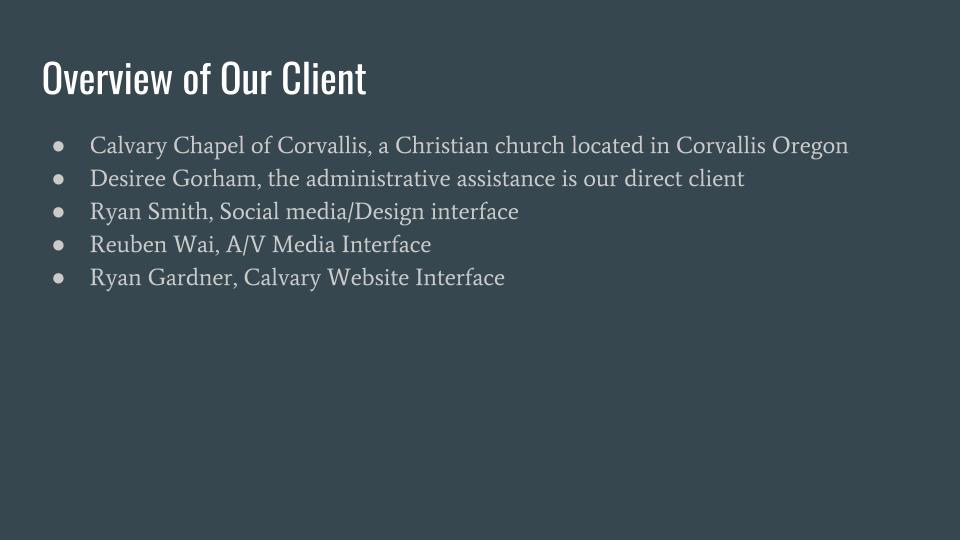 Overview of Our Client
● Calvary Chapel of Corvallis, a Christian church located in Corvallis Oregon
● Desiree Gorham, the administrative assistance is our direct client
● Ryan Smith, Social media/Design interface
● Reuben Wai, A/V Media Interface
● Ryan Gardner, Calvary Website Interface